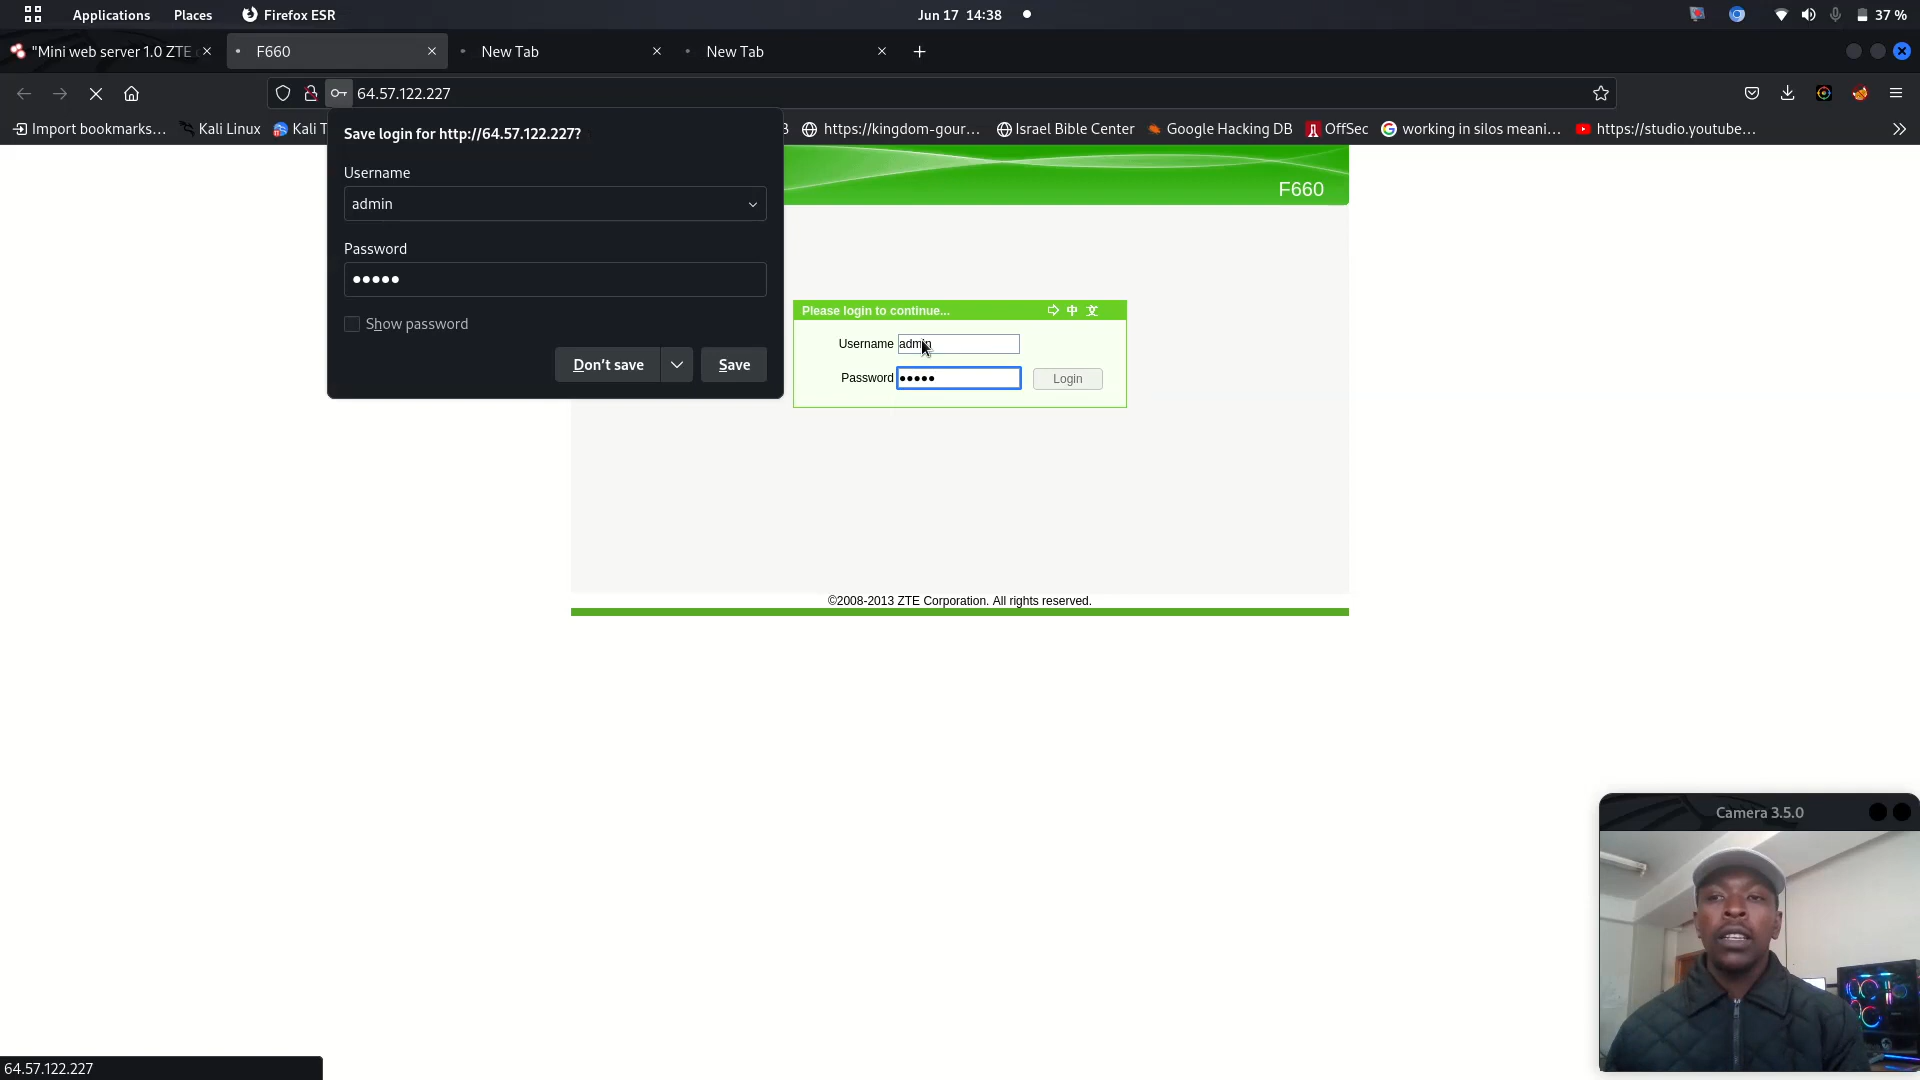 Applications Places Firefox ESR Jun 17 14:38 37 %
"Mini web server 1.0 ZTE F660 New Tab New Tab
64.57.122.227
Import bookmarks... Kali Linux Kali T B https://kingdom-gour... Israel Bible Center Google Hacking DB OffSec working in silos meani... https://studio.youtube...
Save login for http://64.57.122.227?
Username
admin
Password
Show password
Don't save Save
F660
Please login to continue... 中 文
Username admin
Password Login
©2008-2013 ZTE Corporation. All rights reserved.
Camera 3.5.0
64.57.122.227